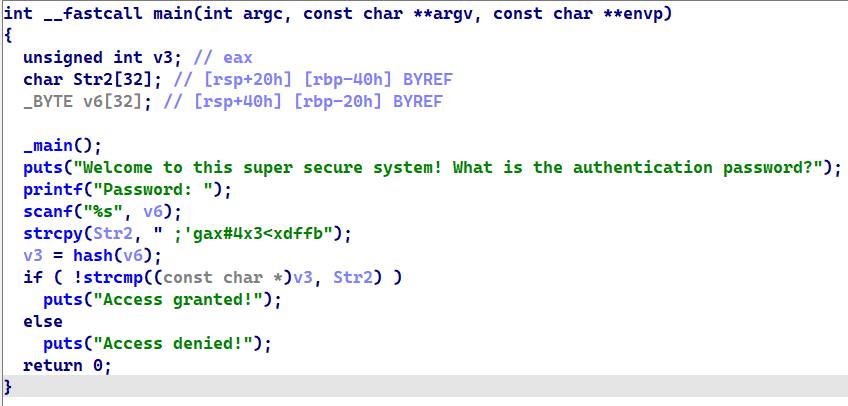 int __fastcall main(int argc, const char **argv, const char **envp)
{
  unsigned int v3; // eax
  char Str2[32]; // [rsp+20h] [rbp-40h] BYREF
  _BYTE v6[32]; // [rsp+40h] [rbp-20h] BYREF

  _main();
  puts("Welcome to this super secure system! What is the authentication password?");
  printf("Password: ");
  scanf("%s", v6);
  strcpy(Str2, " ;'gax#4x3<xdffb");
  v3 = hash(v6);
  if ( !strcmp((const char *)v3, Str2) )
    puts("Access granted!");
  else
    puts("Access denied!");
  return 0;
}